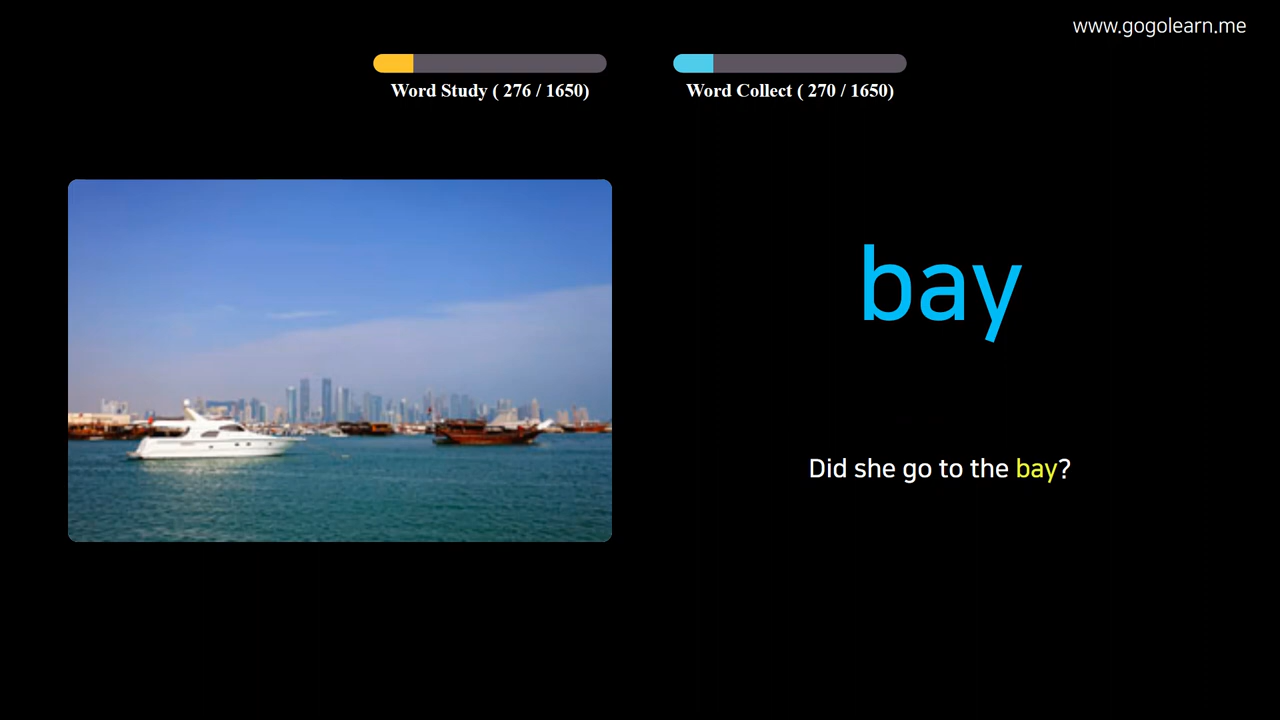 www.gogolearn.me
Word Study ( 276 / 1650)
Word Collect ( 270 / 1650)
bay
Did she go to the bay?